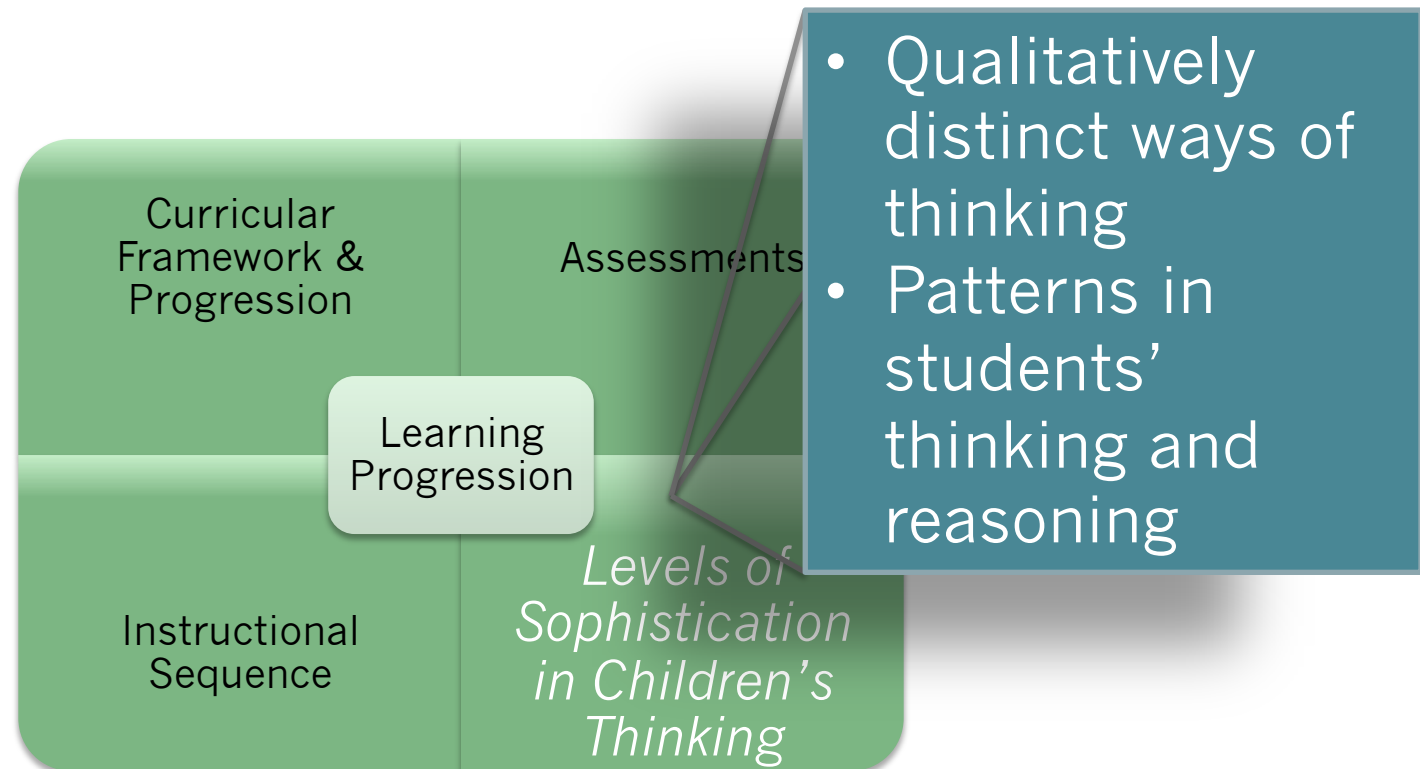 Curricular
Framework &
Progression
Assessments
• Qualitatively
distinct ways of
thinking
• Patterns in
students’
thinking and
reasoning
Learning
Progression
Instructional
Sequence
Levels of
Sophistication
in Children’s
Thinking